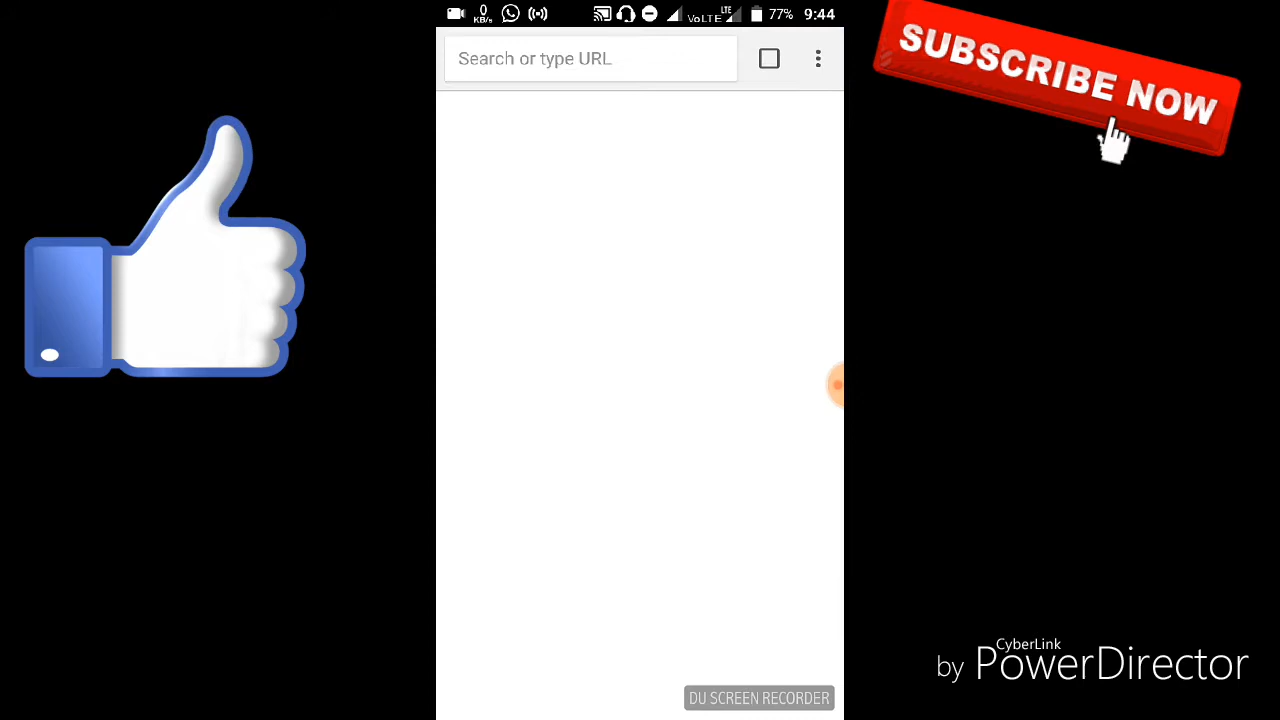 0
KB/s
VoLTE
LTE
77%
9:44
Search or type URL
SUBSCRIBE NOW
CyberLink
by PowerDirector
DU SCREEN RECORDER